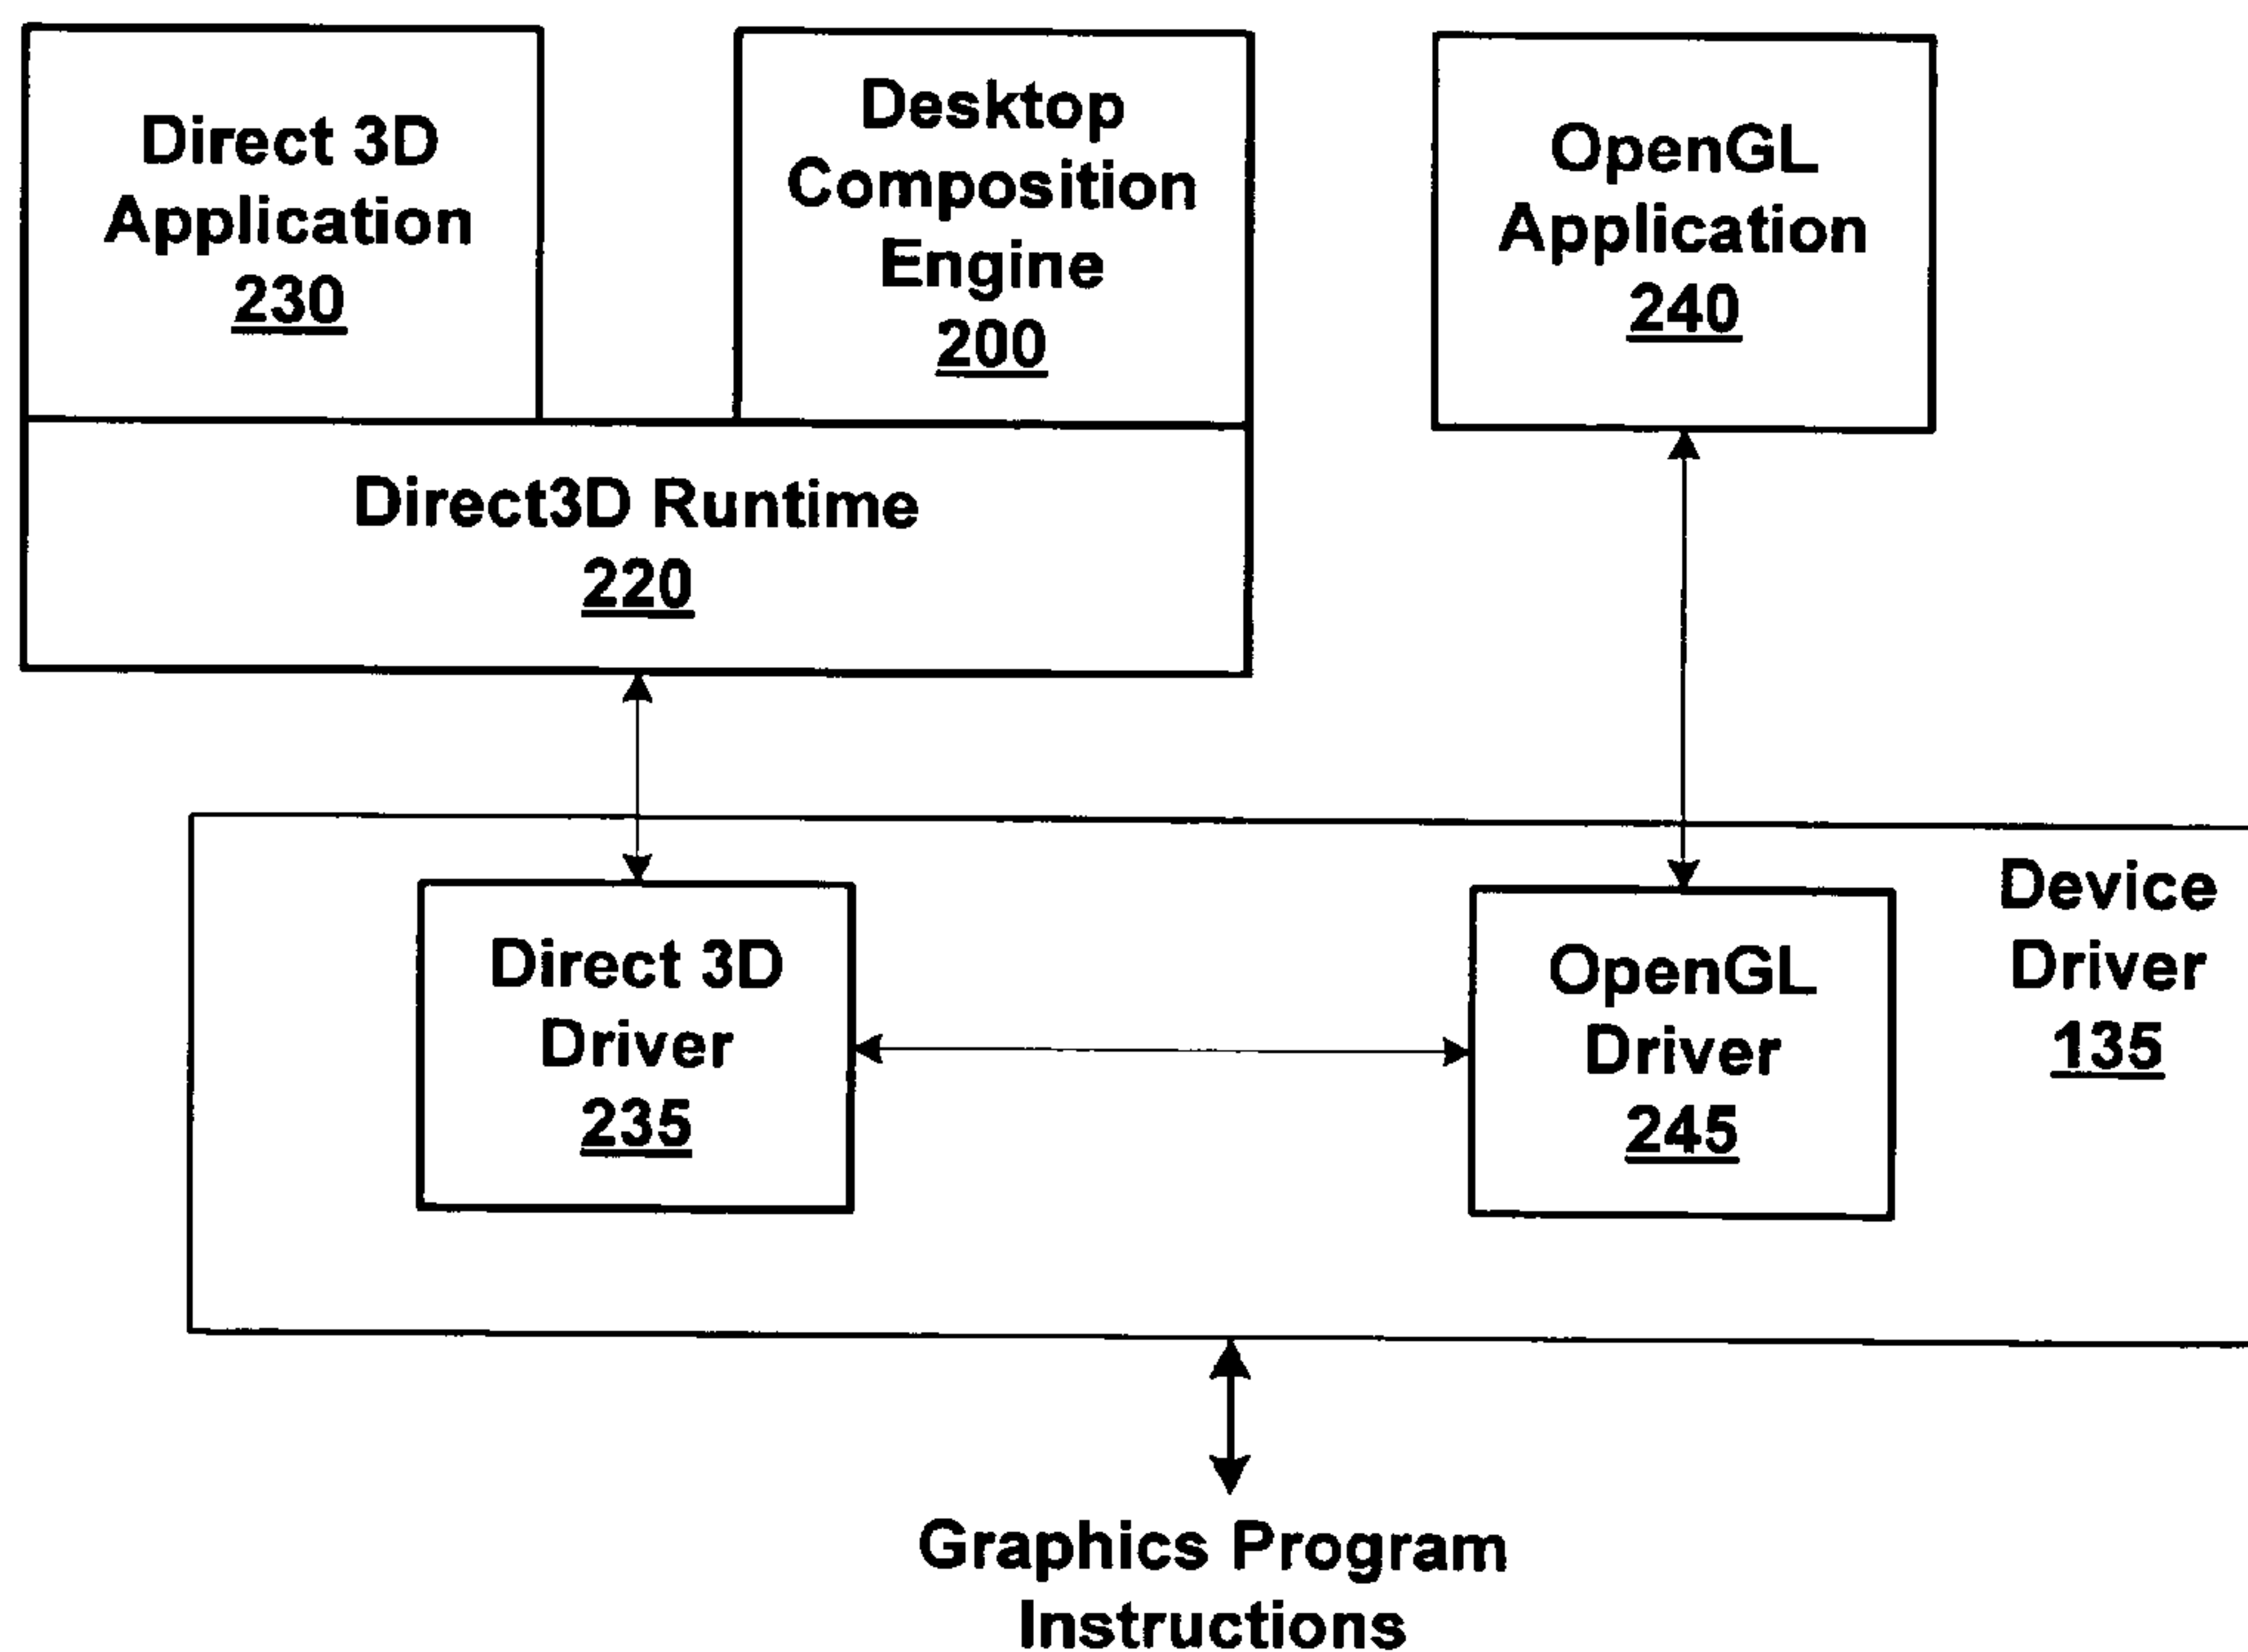 Direct 3D
Application
230
Desktop
Composition
Engine
200
OpenGL
Application
240
Direct3D Runtime
220
Direct 3D
Driver
235
OpenGL
Driver
245
Device
Driver
135
Graphics Program
Instructions